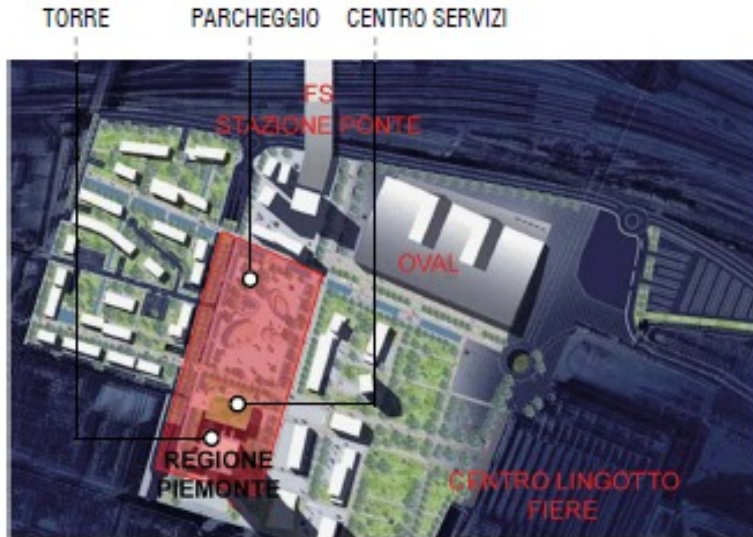 TORRE PARCHEGGIO CENTRO SERVIZI
FS
STAZIONE PONTE
OVAL
REGIONE
PIEMONTE
CENTRO LINGOTTO
FIERE